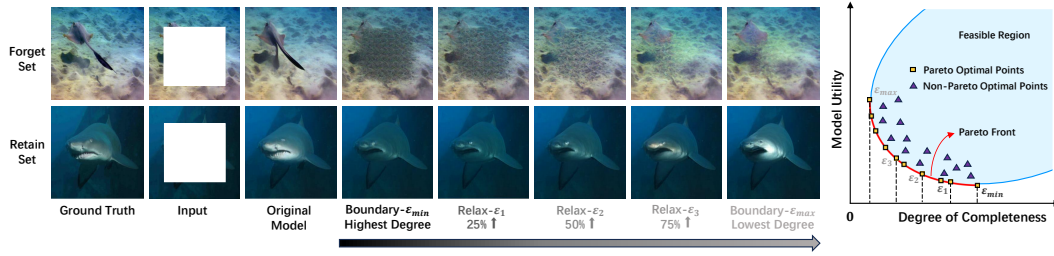 Forget
Set
Retain
Set
Ground Truth
Input
Original
Model
Boundary-εmin
Highest Degree
Relax-ε1
25% ↑
Relax-ε2
50% ↑
Relax-ε3
75% ↑
Boundary-εmax
Lowest Degree
Model Utility
Feasible Region
Pareto Optimal Points
Non-Pareto Optimal Points
εmax
Pareto Front
ε3
ε2
ε1
εmin
0
Degree of Completeness